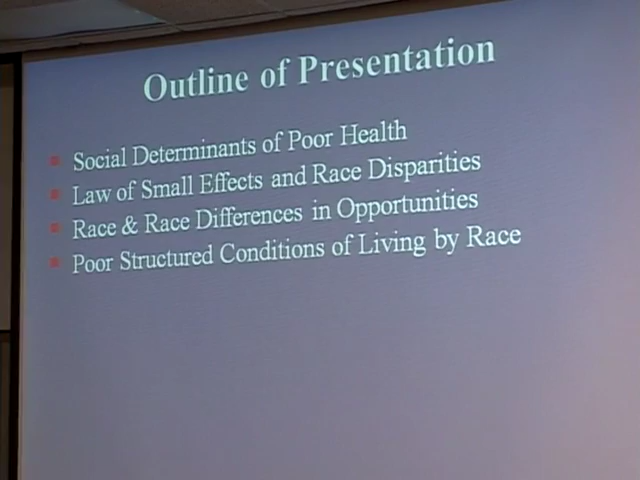 Outline of Presentation
Social Determinants of Poor Health
Law of Small Effects and Race Disparities
Race & Race Differences in Opportunities
Poor Structured Conditions of Living by Race